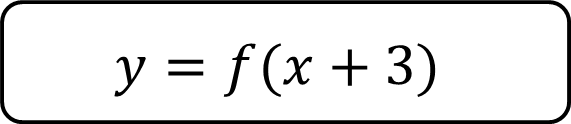 y = f(x + 3)